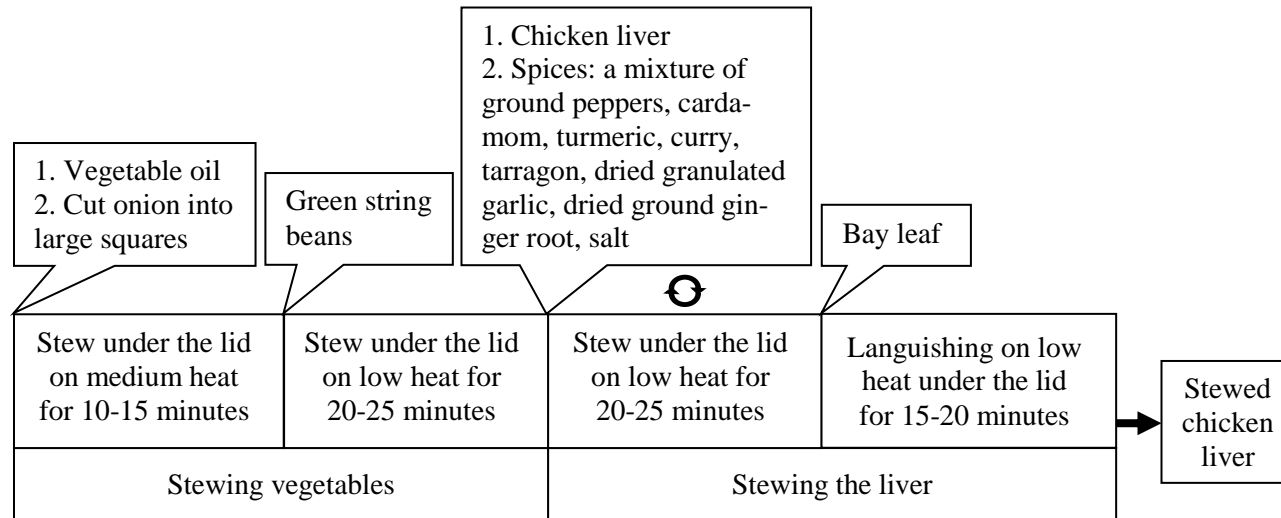 1. Chicken liver
2. Spices: a mixture of
ground peppers, carda-
mom, turmeric, curry,
tarragon, dried granulated
garlic, dried ground gin-
ger root, salt
1. Vegetable oil
2. Cut onion into
large squares
Green string
beans
Bay leaf
Stew under the lid
on medium heat
for 10-15 minutes
Stew under the lid
on low heat for
20-25 minutes
Stew under the lid
on low heat for
20-25 minutes
Languishing on low
heat under the lid
for 15-20 minutes
Stewed
chicken
liver
Stewing vegetables
Stewing the liver